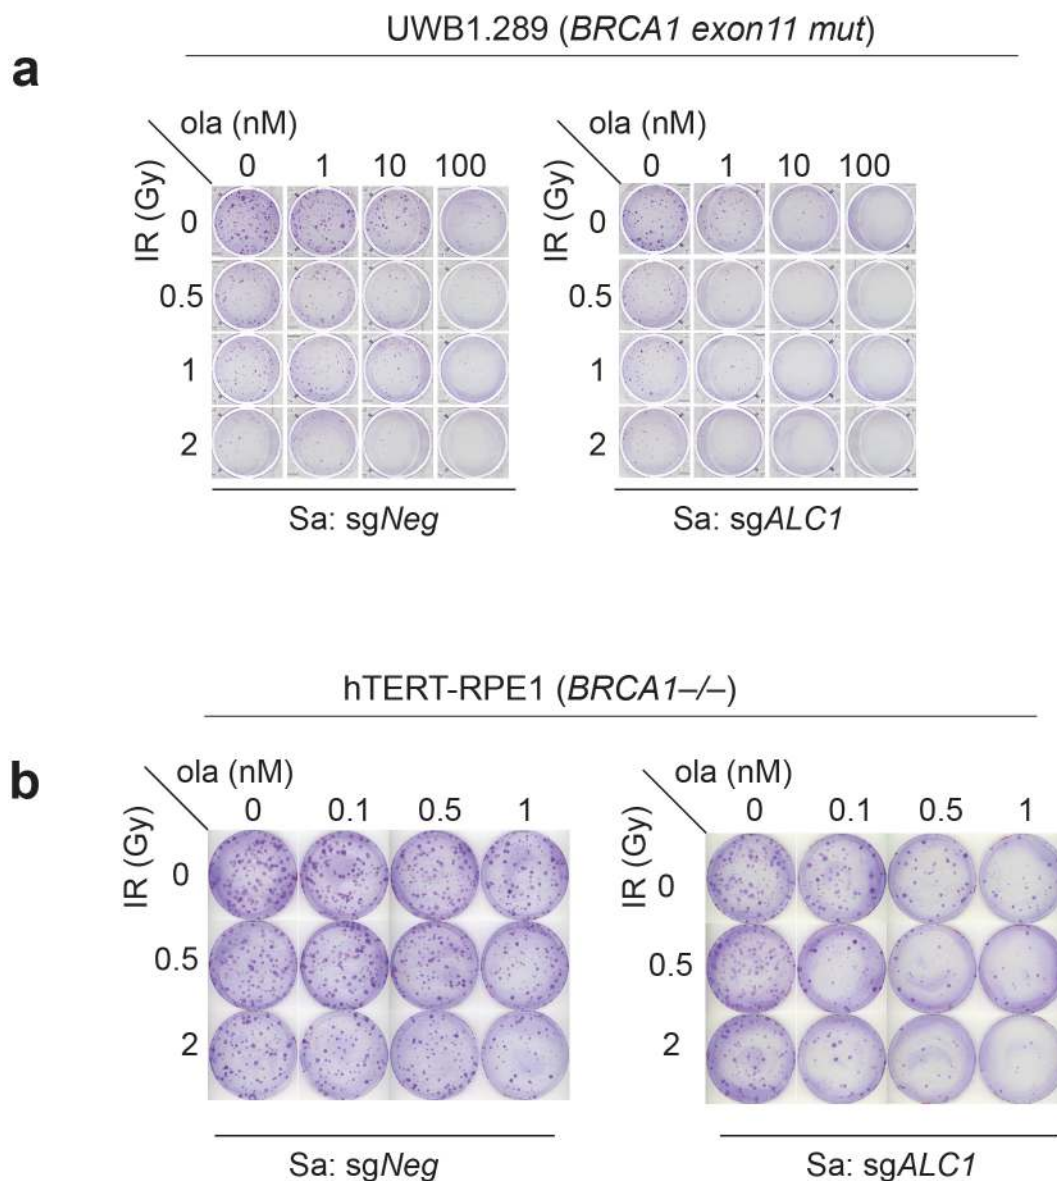 UWB1.289 (BRCA1 exon11 mut)
a
ola (nM)
0 1 10 100
IR (Gy)
0
0.5
1
2
Sa: sgNeg
ola (nM)
0 1 10 100
IR (Gy)
0
0.5
1
2
Sa: sgALC1
hTERT-RPE1 (BRCA1–/–)
b
ola (nM)
0 0.1 0.5 1
IR (Gy)
0
0.5
2
Sa: sgNeg
ola (nM)
0 0.1 0.5 1
IR (Gy)
0
0.5
2
Sa: sgALC1